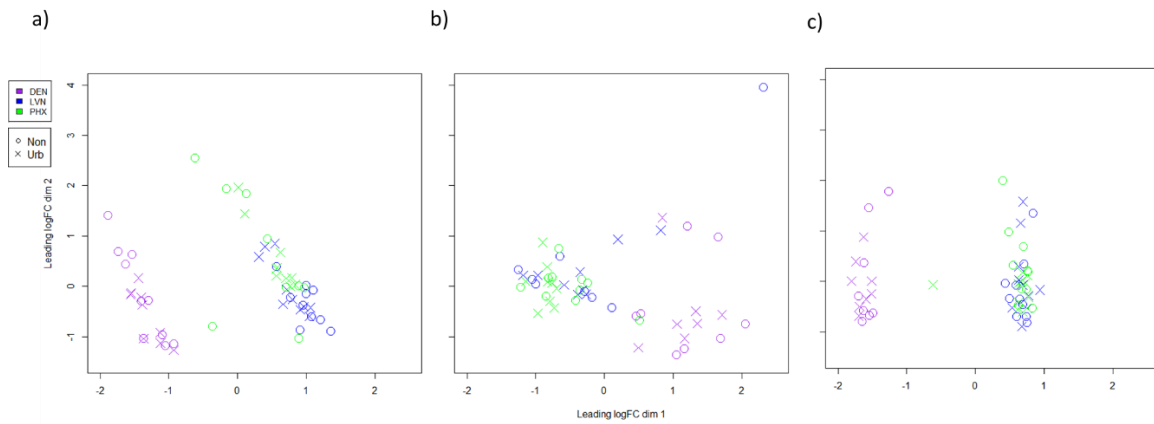 a)
b)
c)
DEN
LVN
PHX
Non
Urb
Leading logFC dim 2
4
3
2
1
0
-1
-2 -1 0 1 2
-2 -1 0 1 2
-2 -1 0 1 2
Leading logFC dim 1